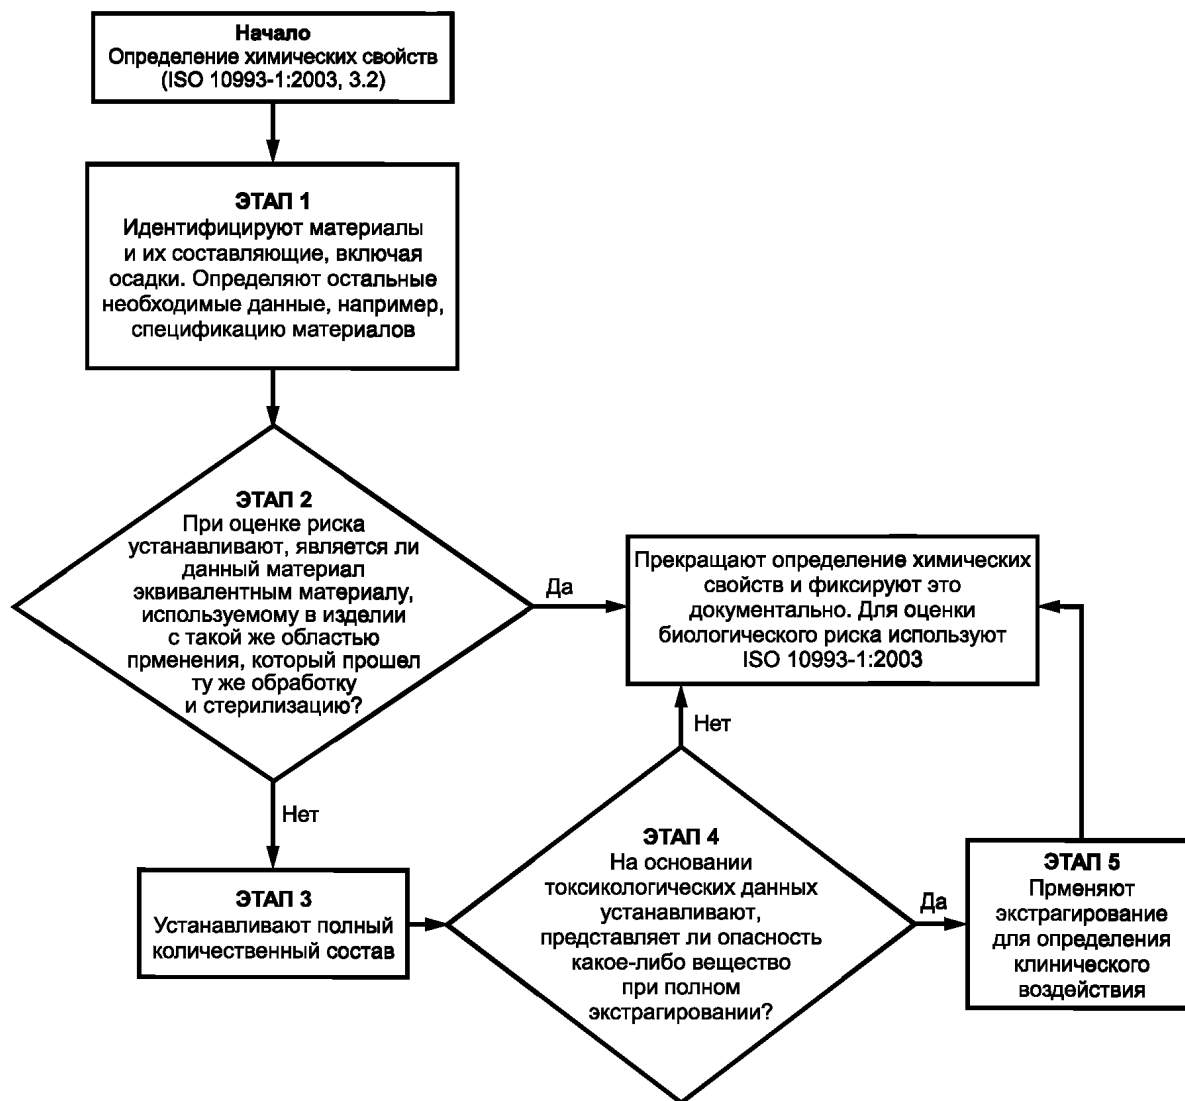 Начало
Определение химических свойств
(ISO 10993-1:2003, 3.2)
ЭТАП 1
Идентифицируют материалы
и их составляющие, включая
осадки. Определяют остальные
необходимые данные, например,
спецификацию материалов
ЭТАП 2
При оценке риска
устанавливают, является ли
данный материал
эквивалентным материалу,
используемому в изделии
с такой же областью
прменения, который прошел
ту же обработку
и стерилизацию?
Да
Прекращают определение химических
свойств и фиксируют это
документально. Для оценки
биологического риска используют
ISO 10993-1:2003
Нет
Нет
ЭТАП 3
Устанавливают полный
количественный состав
ЭТАП 4
На основании
токсикологических данных
устанавливают,
представляет ли опасность
какое-либо вещество
при полном
экстрагировании?
Да
ЭТАП 5
Прменяют
экстрагирование
для определения
клинического
воздействия